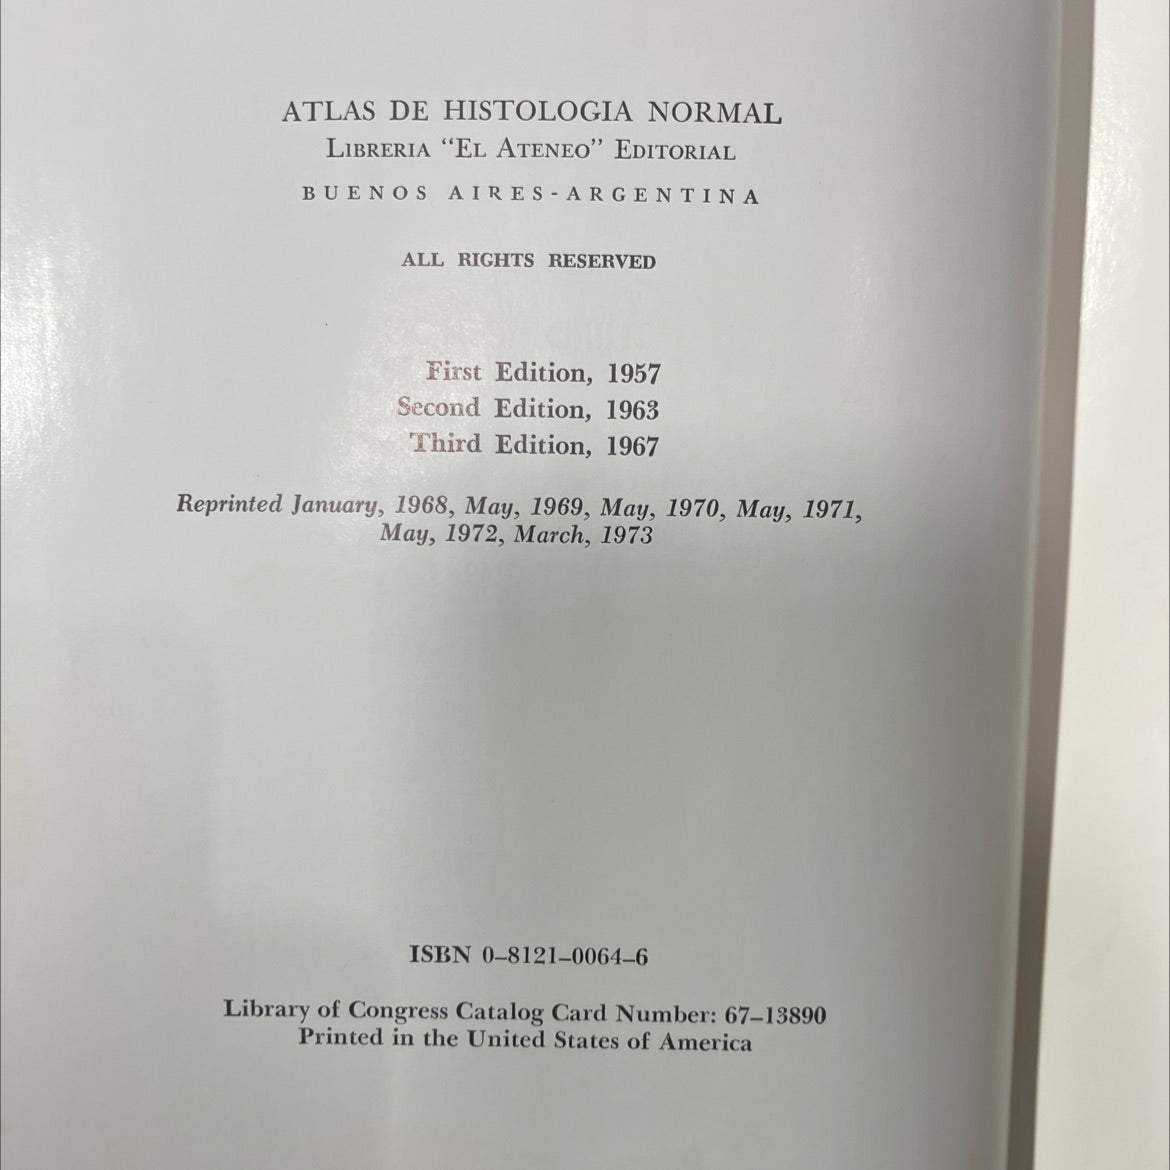 ATLAS DE HISTOLOGIA NORMAL
LIBRERIA “EL ATENEO” EDITORIAL
BUENOS AIRES-ARGENTINA
ALL RIGHTS RESERVED
First Edition, 1957
Second Edition, 1963
Third Edition, 1967
Reprinted January, 1968, May, 1969, May, 1970, May, 1971,
May, 1972, March, 1973
ISBN 0–8121–0064–6
Library of Congress Catalog Card Number: 67–13890
Printed in the United States of America